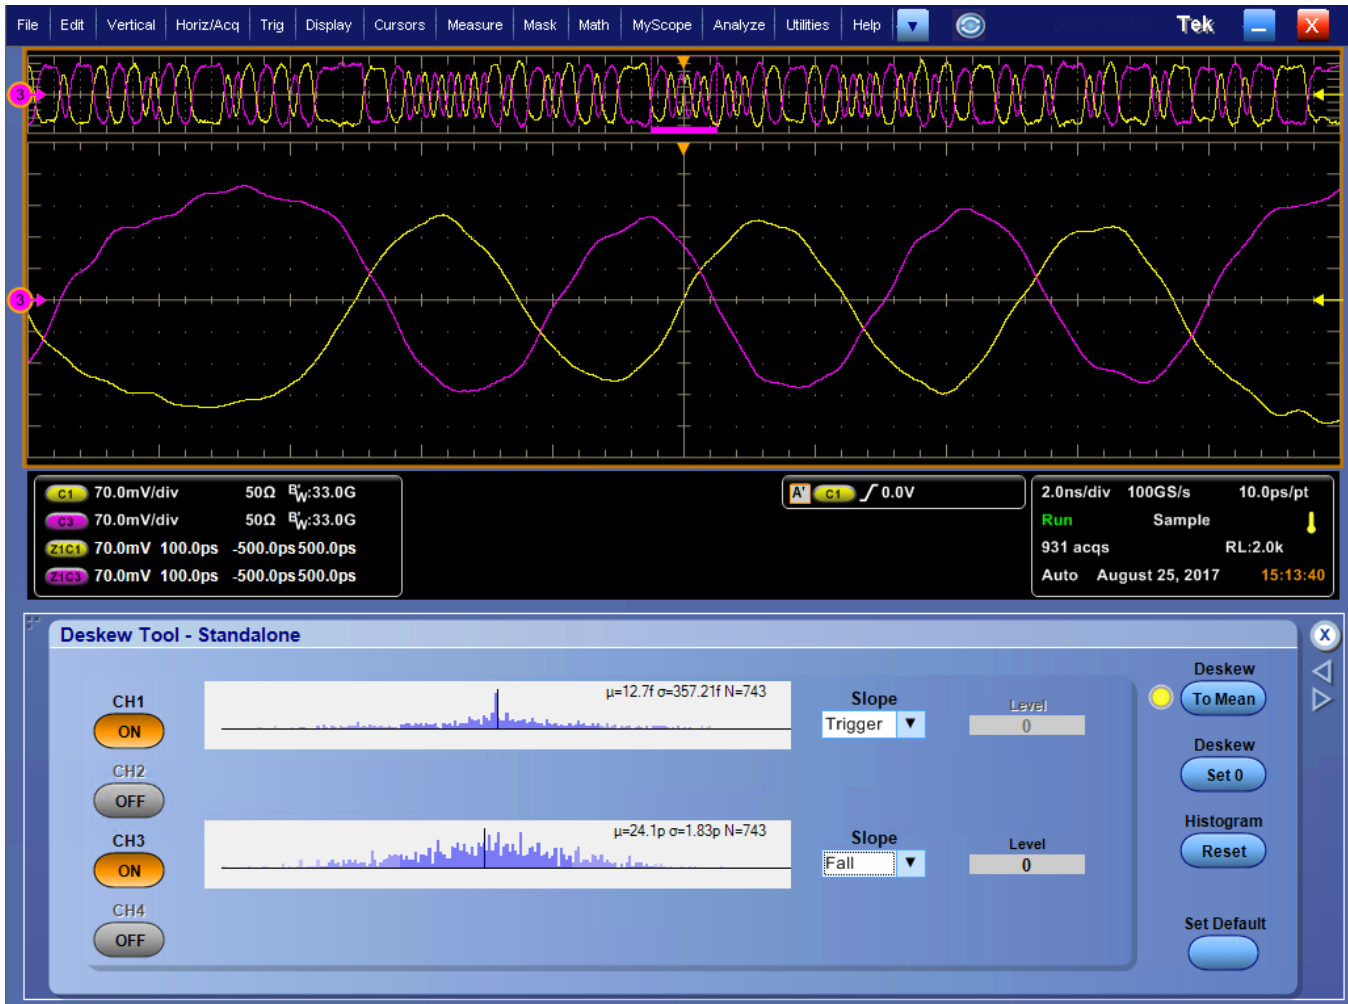 File Edit Vertical Horiz/Acq Trig Display Cursors Measure Mask Math MyScope Analyze Utilities Help Tek X
3
3
C1 70.0mV/div 50Ω BW:33.0G
C3 70.0mV/div 50Ω BW:33.0G
Z1C1 70.0mV 100.0ps -500.0ps 500.0ps
Z1C3 70.0mV 100.0ps -500.0ps 500.0ps
A' C1 0.0V
2.0ns/div 100GS/s 10.0ps/pt
Run Sample
931 acqs RL:2.0k
Auto August 25, 2017 15:13:40
Deskew Tool - Standalone
X
CH1
ON
μ=12.7f σ=357.21f N=743
Slope
Trigger
Level
0
Deskew
To Mean
CH2
OFF
Deskew
Set 0
CH3
ON
μ=24.1p σ=1.83p N=743
Slope
Fall
Level
0
Histogram
Reset
CH4
OFF
Set Default